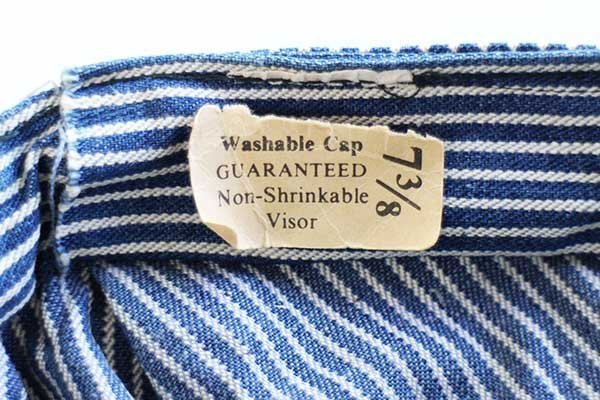 Washable Cap
GUARANTEED
Non-Shrinkable
Visor
7 3/8